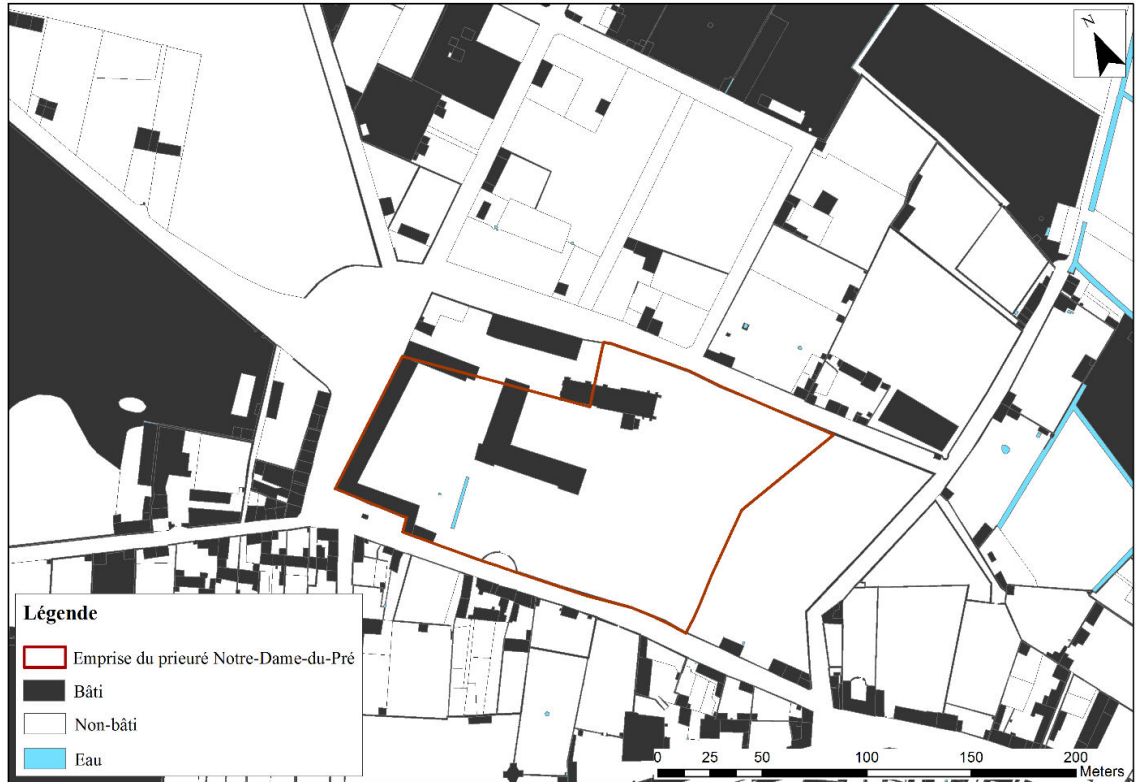 N
Légende
Emprise du prieuré Notre-Dame-du-Pré
Bâti
Non-bâti
Eau
0 25 50 100 150 200
Meters